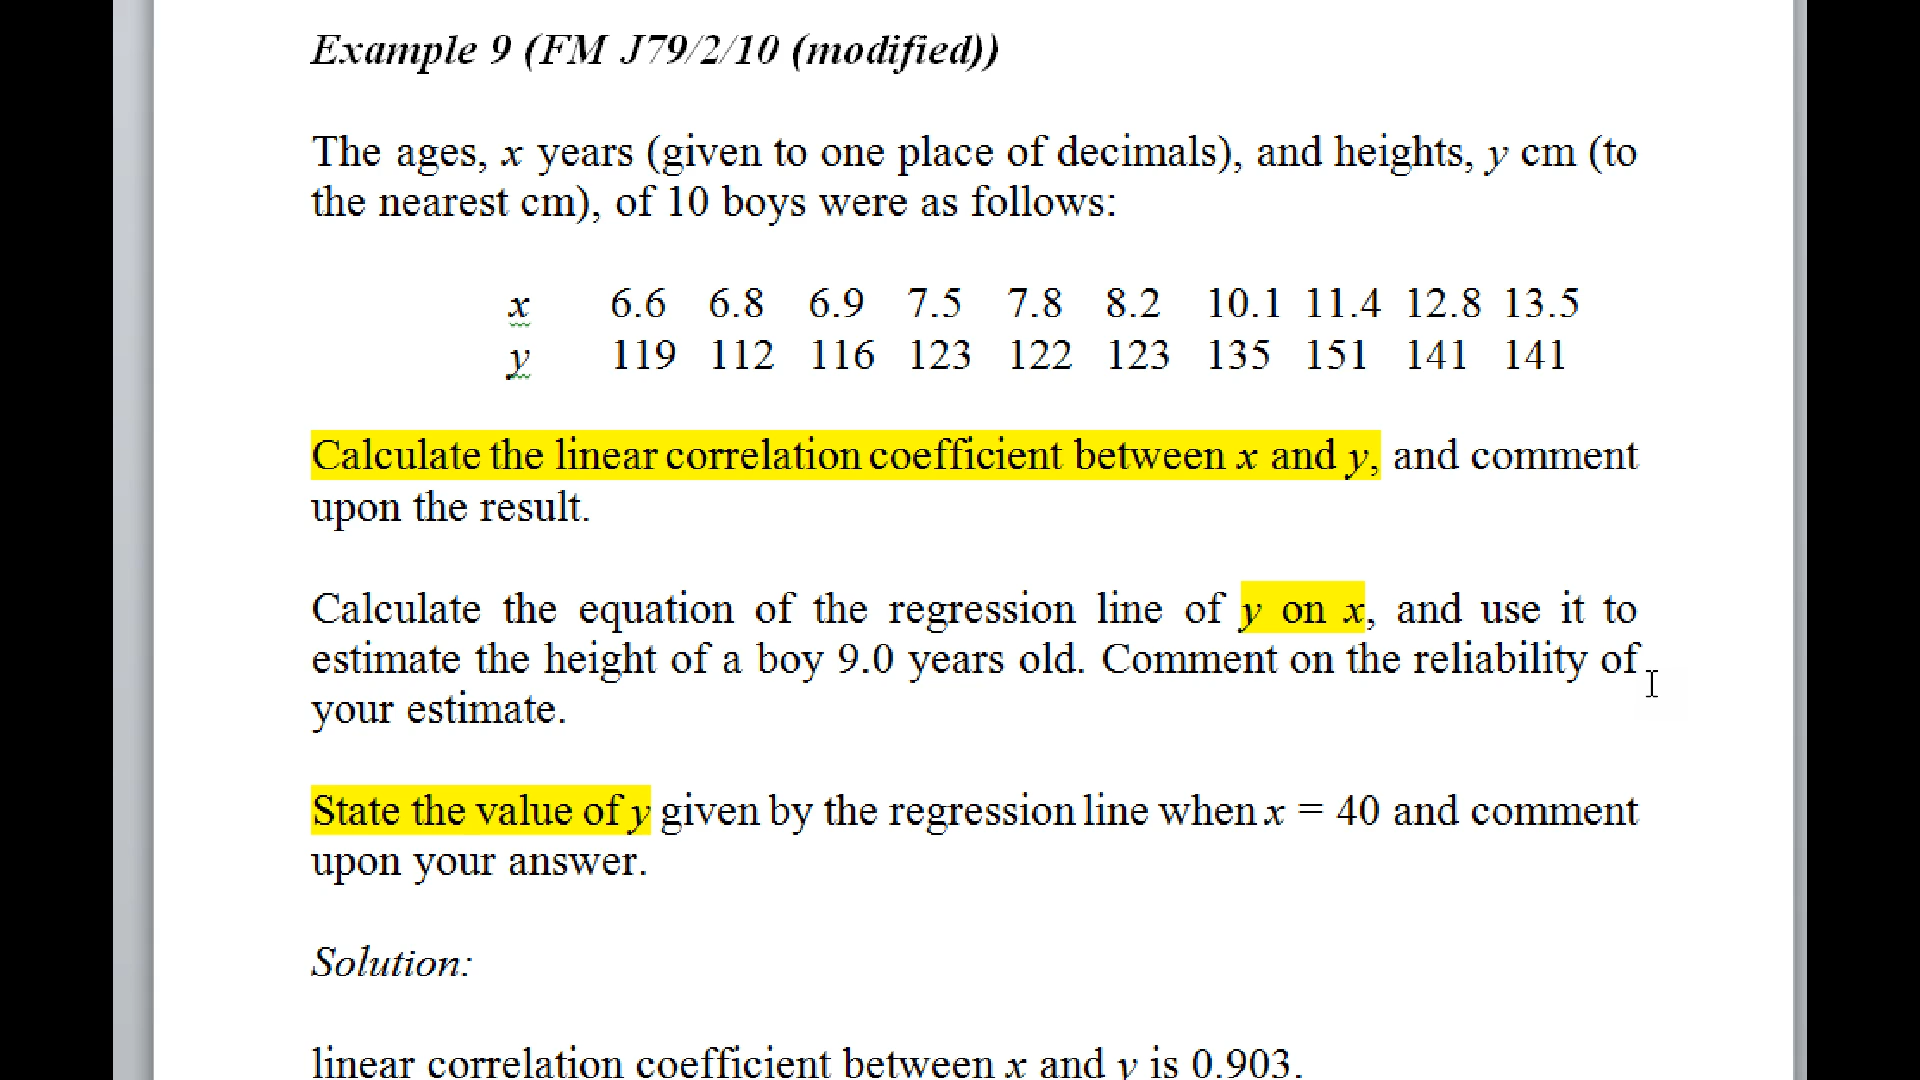 Example 9 (FM J79/2/10 (modified))
The ages, x years (given to one place of decimals), and heights, y cm (to
the nearest cm), of 10 boys were as follows:
x 6.6 6.8 6.9 7.5 7.8 8.2 10.1 11.4 12.8 13.5
y 119 112 116 123 122 123 135 151 141 141
Calculate the linear correlation coefficient between x and y, and comment
upon the result.
Calculate the equation of the regression line of y on x, and use it to
estimate the height of a boy 9.0 years old. Comment on the reliability of
your estimate.
State the value of y given by the regression line when x = 40 and comment
upon your answer.
Solution:
linear correlation coefficient between x and y is 0.903.